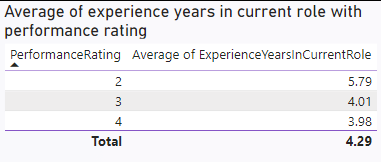 Average of experience years in current role with
performance rating
PerformanceRating Average of ExperienceYearsInCurrentRole
2 5.79
3 4.01
4 3.98
Total 4.29